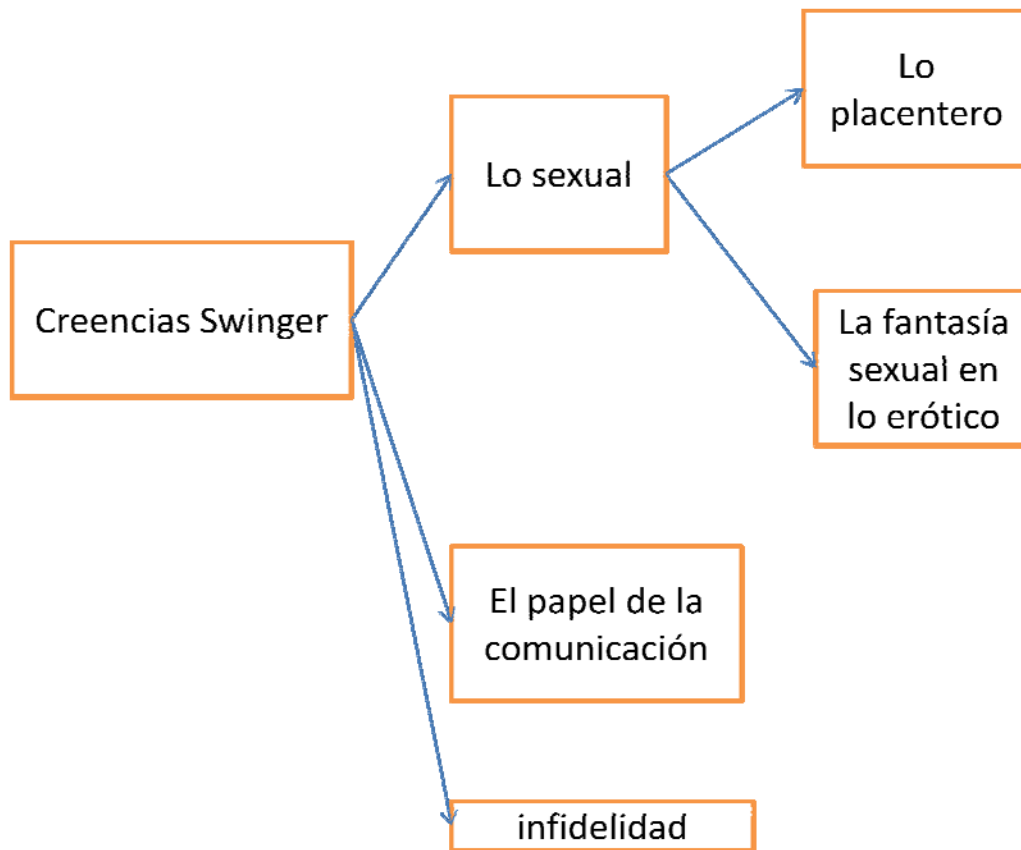 Lo
placentero
Lo sexual
Creencias Swinger
La fantasía
sexual en
lo erótico
El papel de la
comunicación
infidelidad